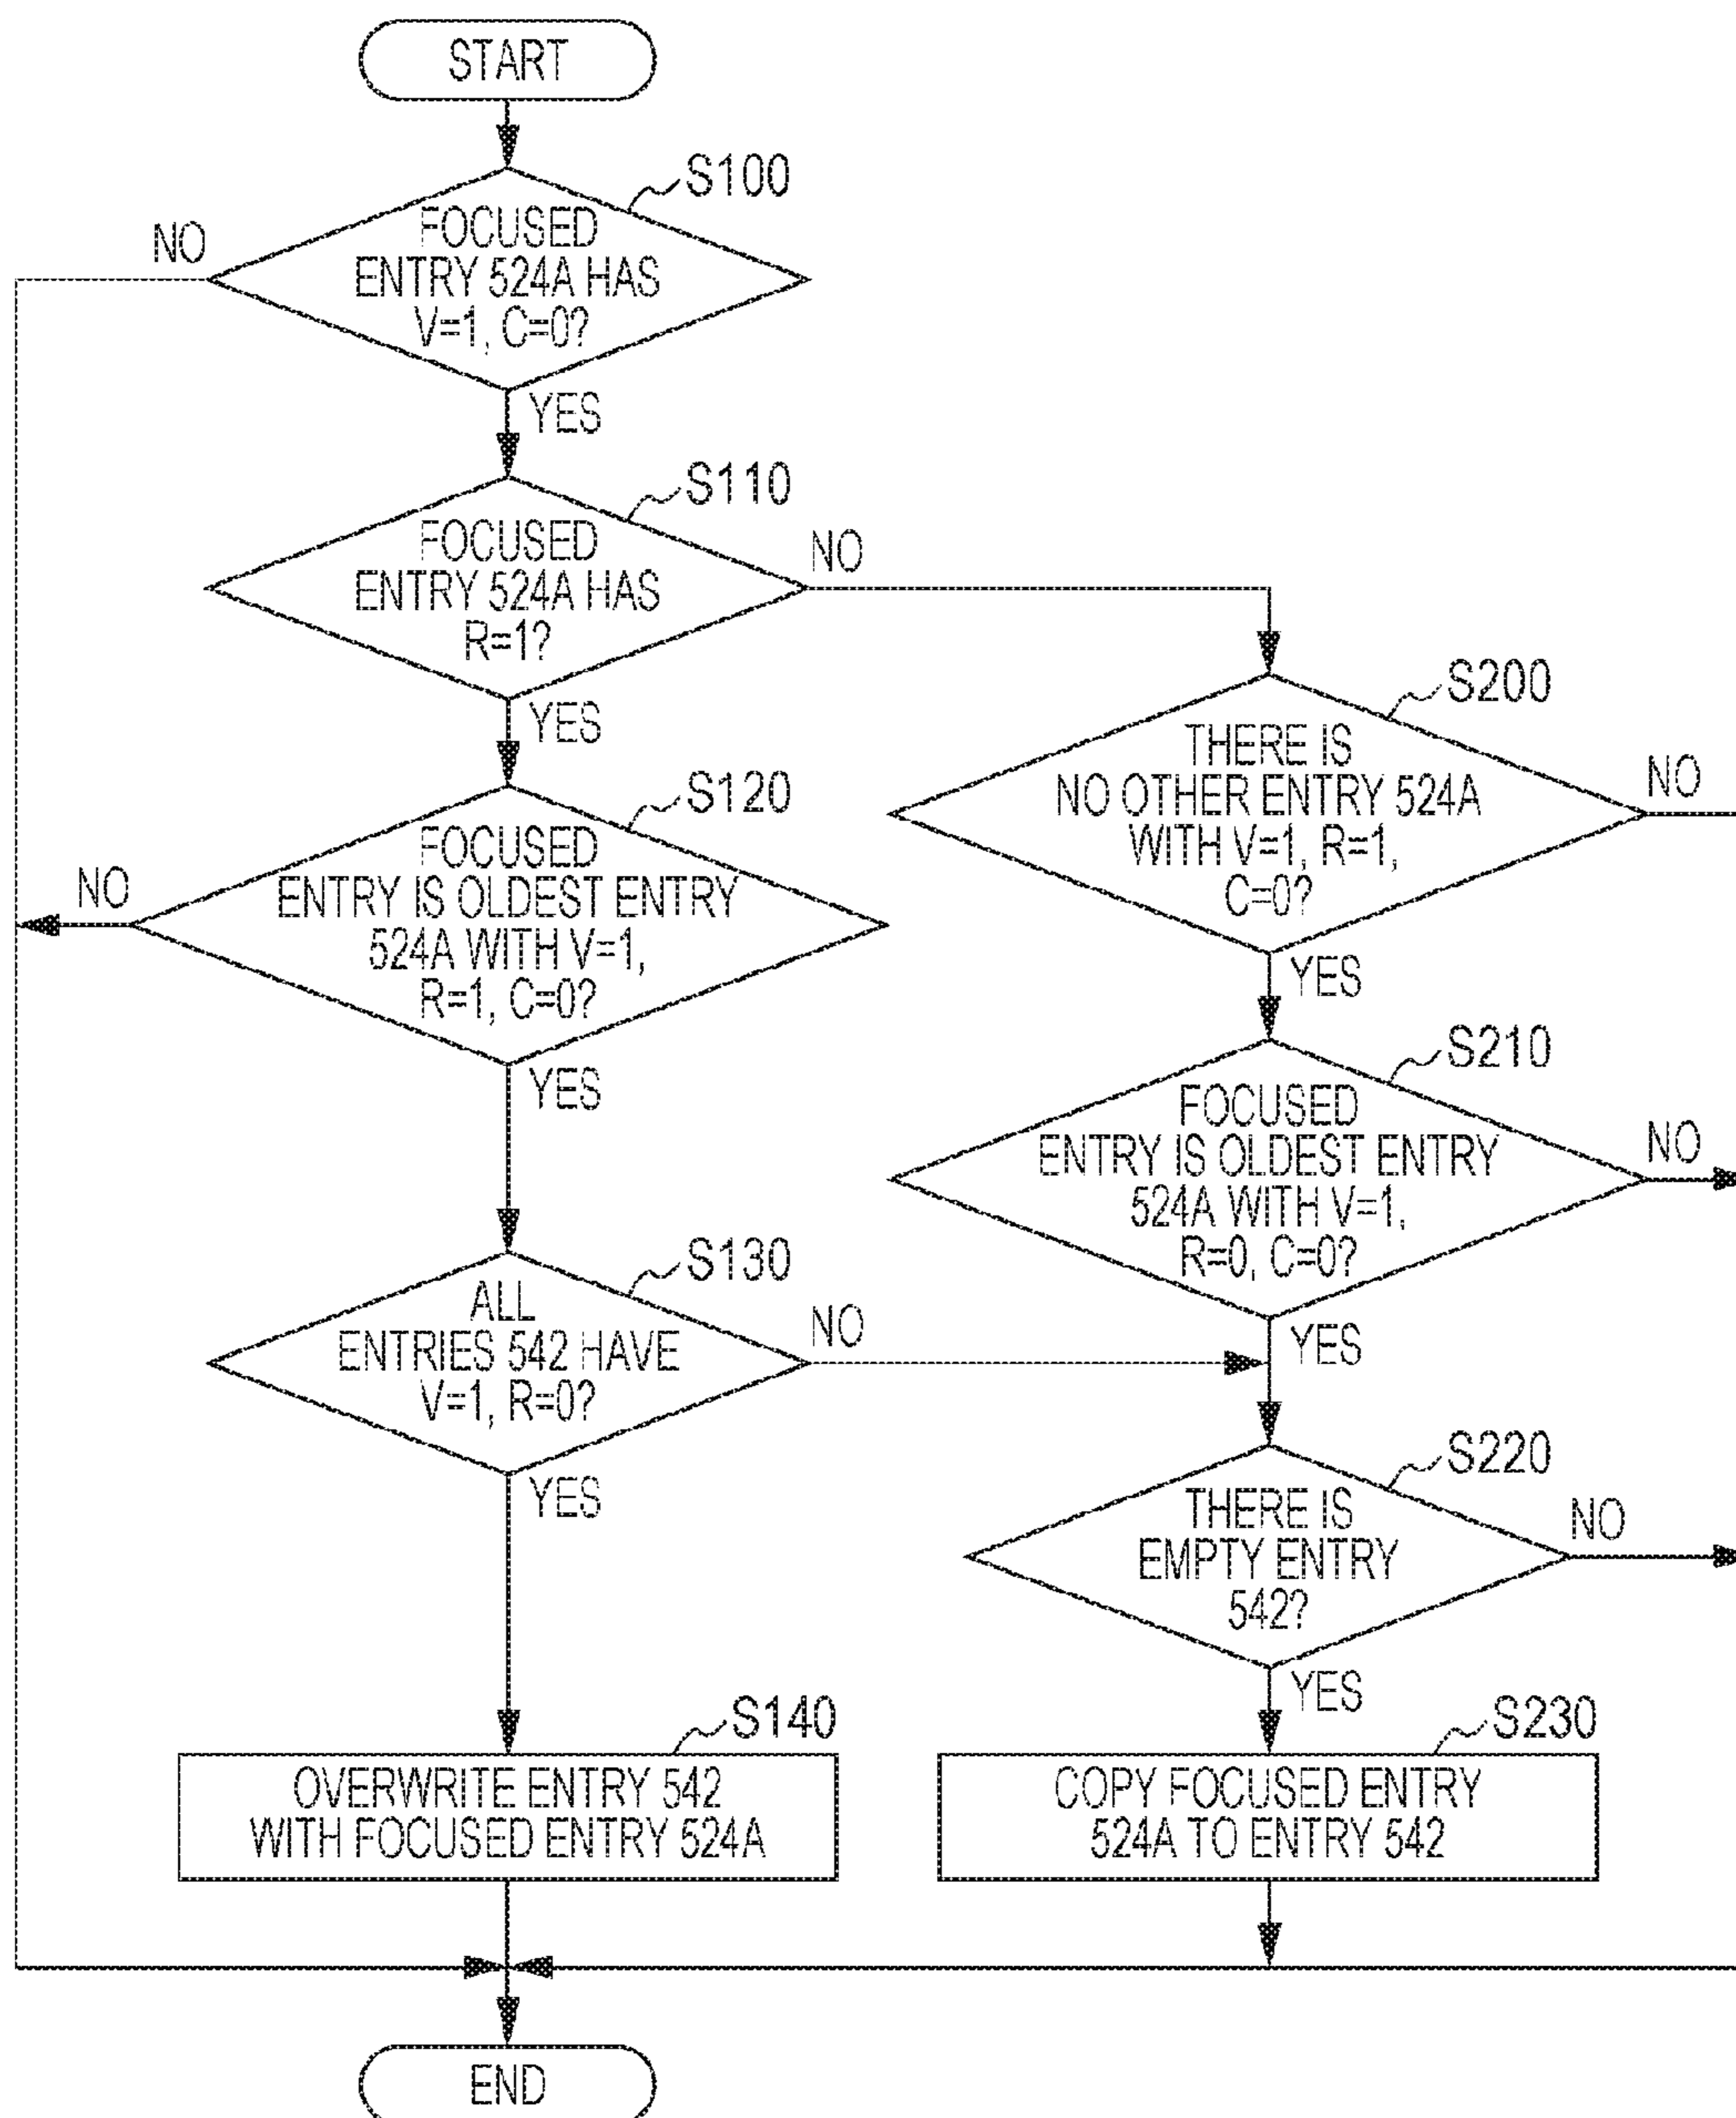 START
S100
FOCUSED
ENTRY 524A HAS
V=1, C=0?
NO
YES
S110
FOCUSED
ENTRY 524A HAS
R=1?
NO
YES
S120
FOCUSED
ENTRY IS OLDEST ENTRY
524A WITH V=1,
R=1, C=0?
NO
YES
S130
ALL
ENTRIES 542 HAVE
V=1, R=0?
NO
YES
S140
OVERWRITE ENTRY 542
WITH FOCUSED ENTRY 524A
S200
THERE IS
NO OTHER ENTRY 524A
WITH V=1, R=1,
C=0?
NO
YES
S210
FOCUSED
ENTRY IS OLDEST ENTRY
524A WITH V=1,
R=0, C=0?
NO
YES
S220
THERE IS
EMPTY ENTRY
542?
NO
YES
S230
COPY FOCUSED ENTRY
524A TO ENTRY 542
END